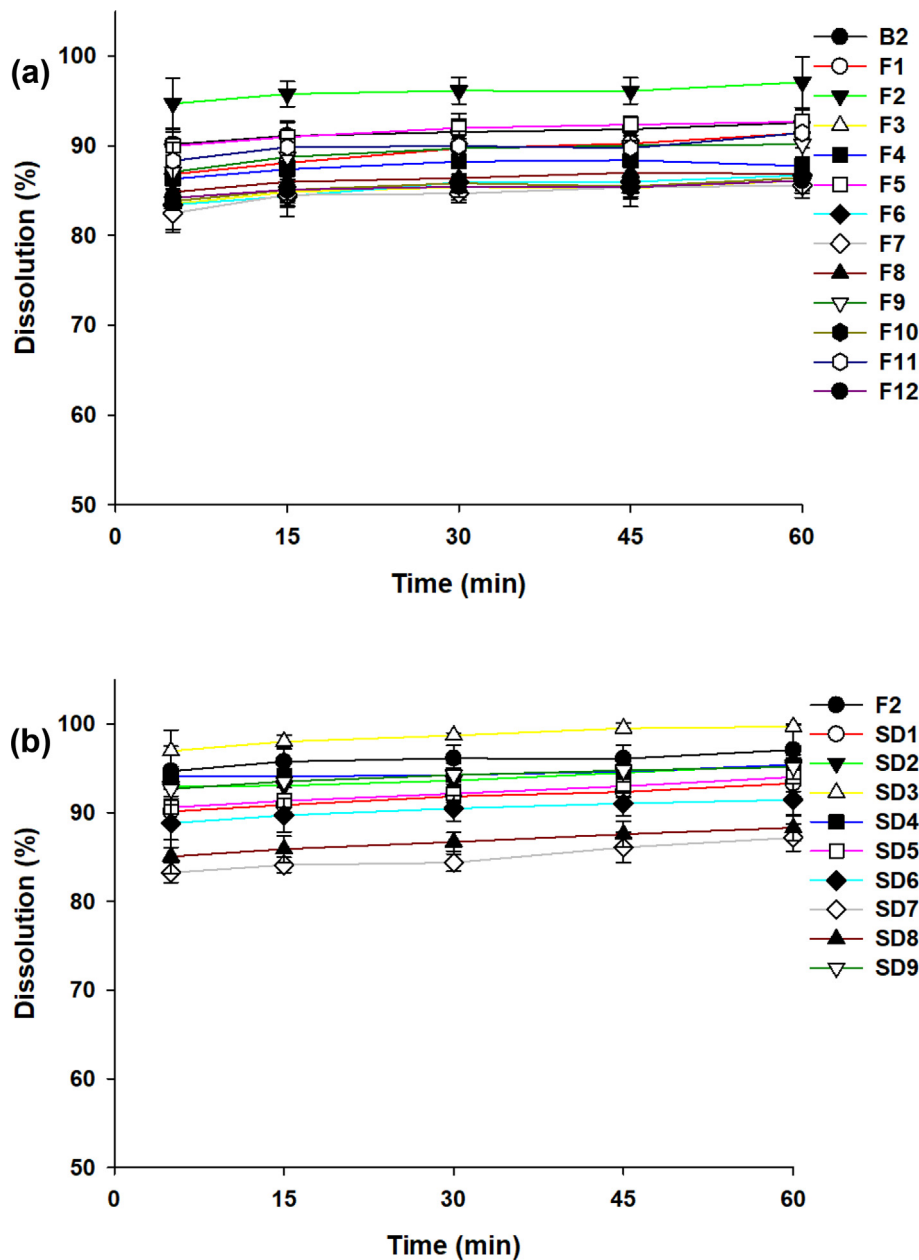 (a)
Dissolution (%)
100
90
80
70
60
50
0
15
30
45
60
Time (min)
B2
F1
F2
F3
F4
F5
F6
F7
F8
F9
F10
F11
F12
(b)
Dissolution (%)
100
90
80
70
60
50
0
15
30
45
60
Time (min)
F2
SD1
SD2
SD3
SD4
SD5
SD6
SD7
SD8
SD9